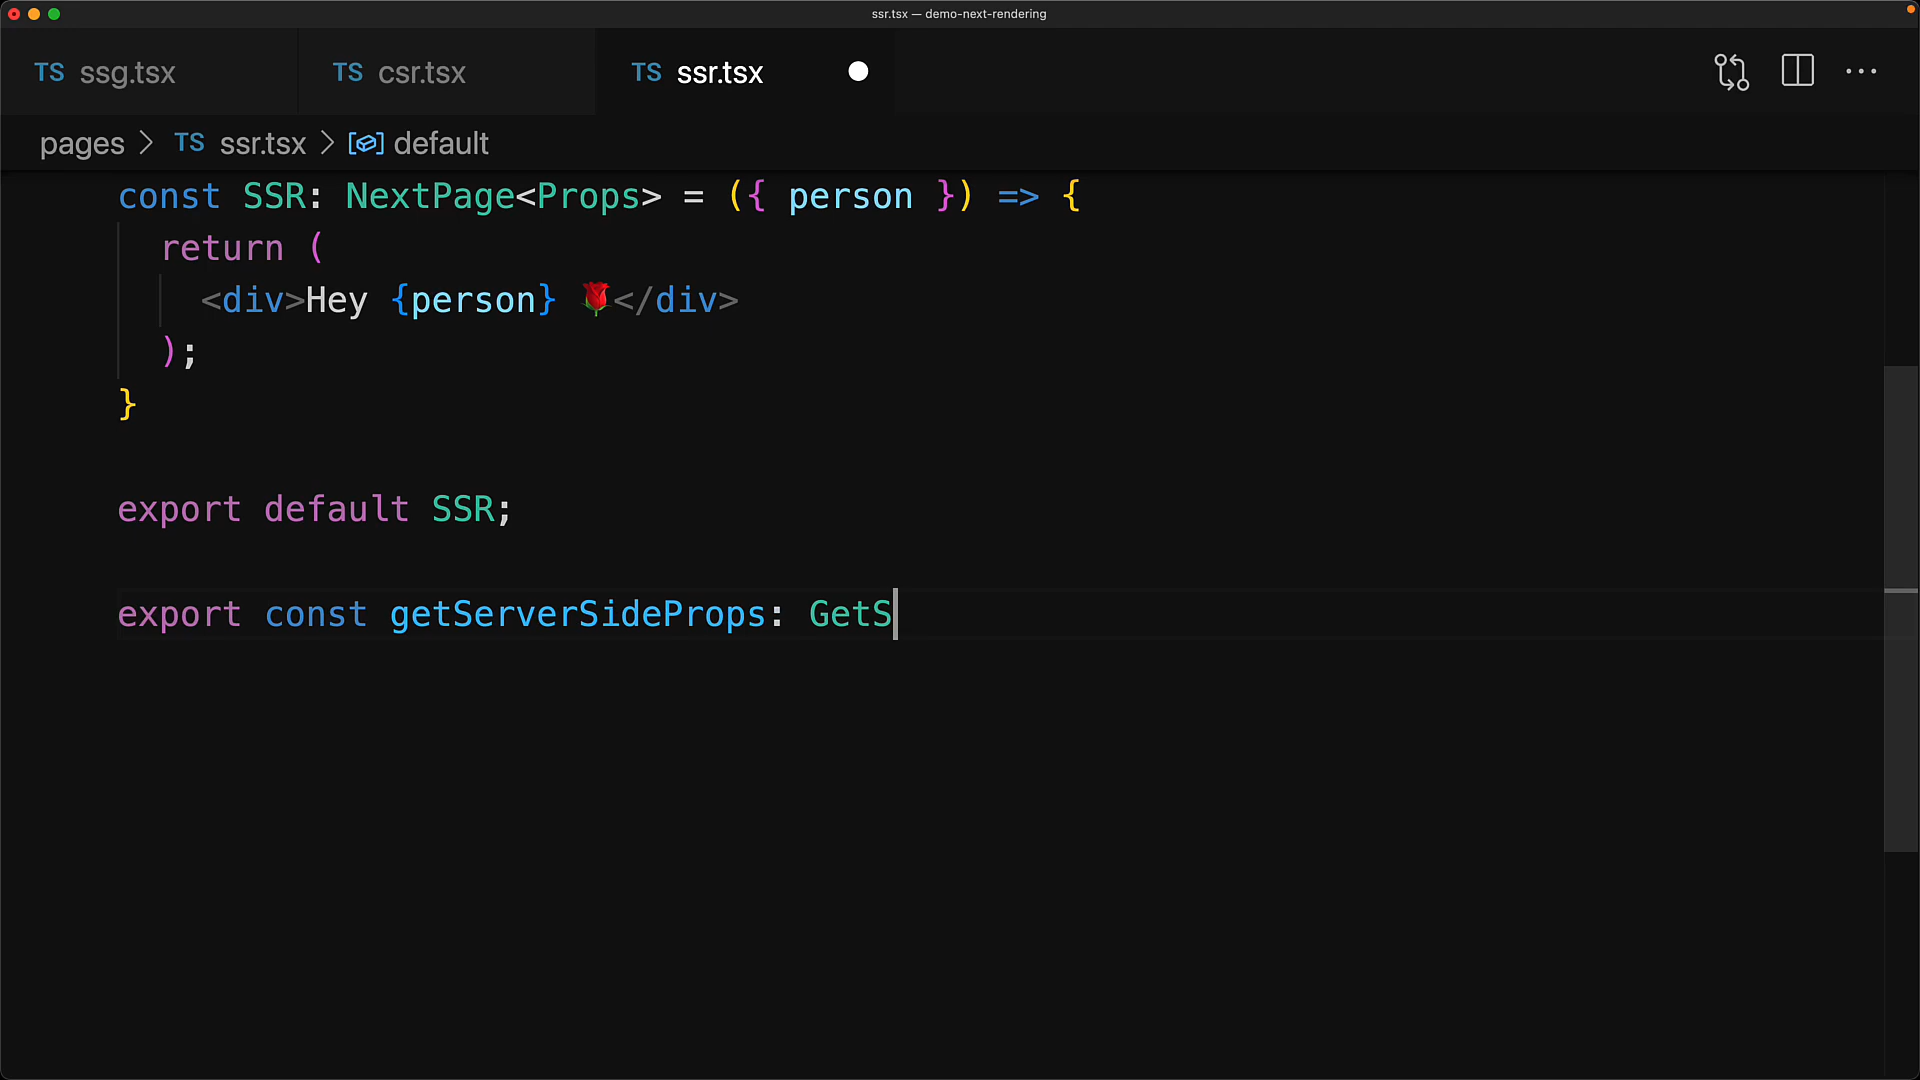 ssr.tsx — demo-next-rendering
TS ssg.tsx TS csr.tsx TS ssr.tsx
pages > TS ssr.tsx > default
const SSR: NextPage<Props> = ({ person }) => {
return (
<div>Hey {person} 🌹</div>
);
}
export default SSR;
export const getServerSideProps: GetS